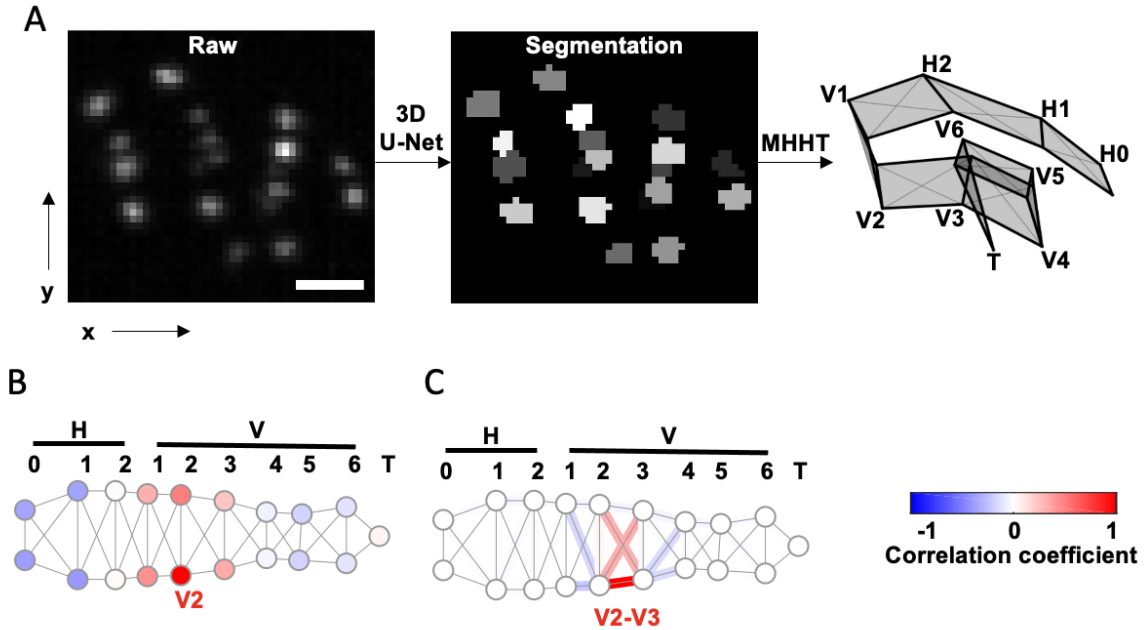 A
Raw
Segmentation
3D
U-Net
MHHT
y
x
V1
H2
H1
V6
H0
V5
V2
V3
T
V4
B
H
V
0 1 2 1 2 3 4 5 6 T
V2
C
H
V
0 1 2 1 2 3 4 5 6 T
V2-V3
-1 0 1
Correlation coefficient